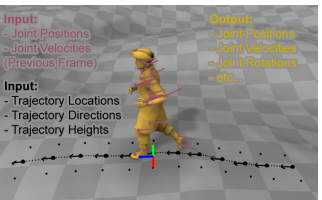 Input:
- Joint Positions
- Joint Velocities
(Previous Frame)
Input:
- Trajectory Locations
- Trajectory Directions
- Trajectory Heights
Output:
- Joint Positions
- Joint Velocities
- Joint Rotations
- etc...